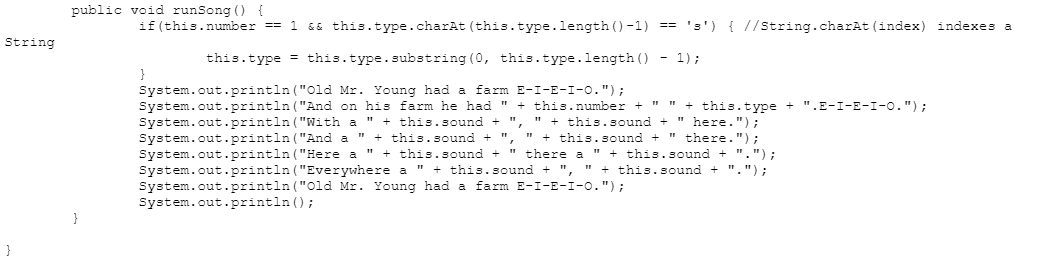 public void runSong() {
if(this.number == 1 && this.type.charAt(this.type.length()-1) == 's') { //String.charAt(index) indexes a
String
this.type = this.type.substring(0, this.type.length() - 1);
}
System.out.println("Old Mr. Young had a farm E-I-E-I-O.");
System.out.println("And on his farm he had " + this.number + " " + this.type + ".E-I-E-I-O.");
System.out.println("With a " + this.sound + ", " + this.sound + " here.");
System.out.println("And a " + this.sound + ", " + this.sound + " there.");
System.out.println("Here a " + this.sound + " there a " + this.sound + ".");
System.out.println("Everywhere a " + this.sound + ", " + this.sound + ".");
System.out.println("Old Mr. Young had a farm E-I-E-I-O.");
System.out.println();
}
}